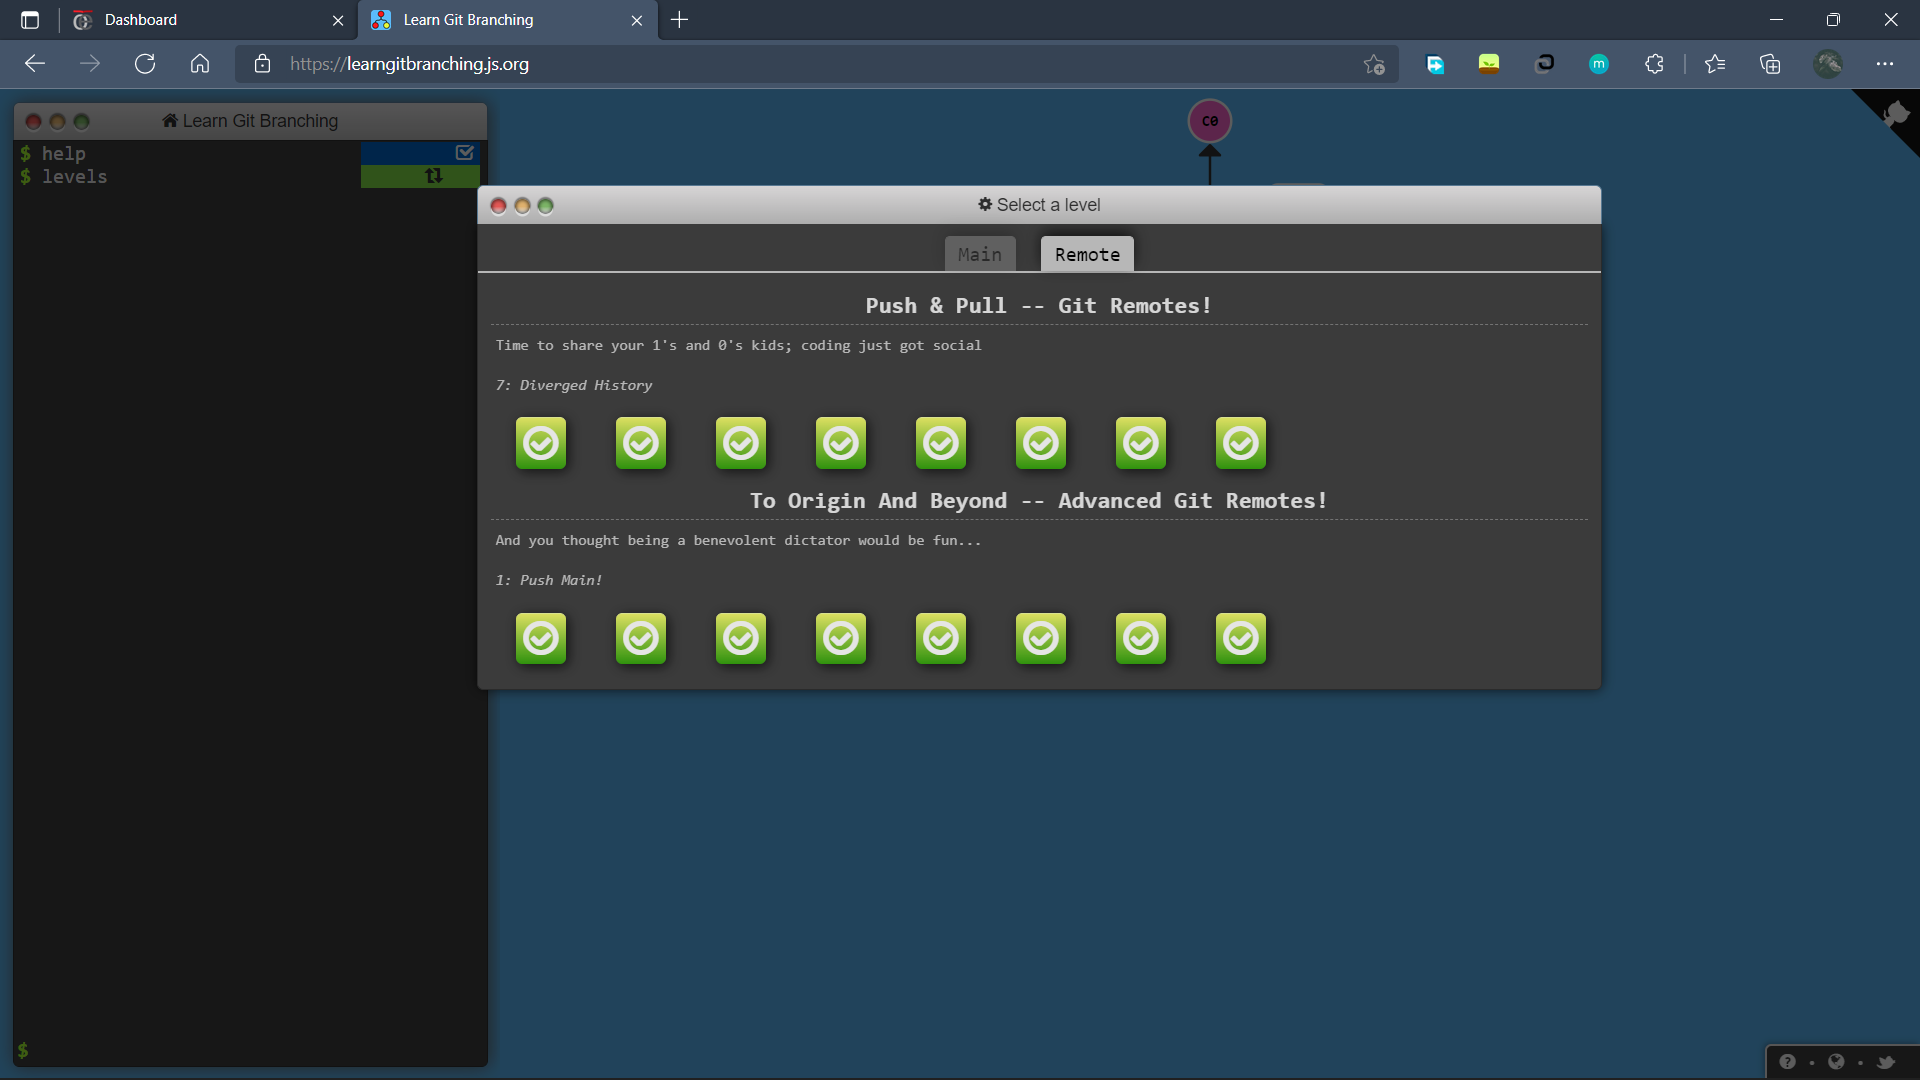 Dashboard
Learn Git Branching
https://learngitbranching.js.org
m
Learn Git Branching
$ help
$ levels
C0
Select a level
Main
Remote
Push & Pull -- Git Remotes!
Time to share your 1's and 0's kids; coding just got social
7: Diverged History
To Origin And Beyond -- Advanced Git Remotes!
And you thought being a benevolent dictator would be fun...
1: Push Main!
$
?